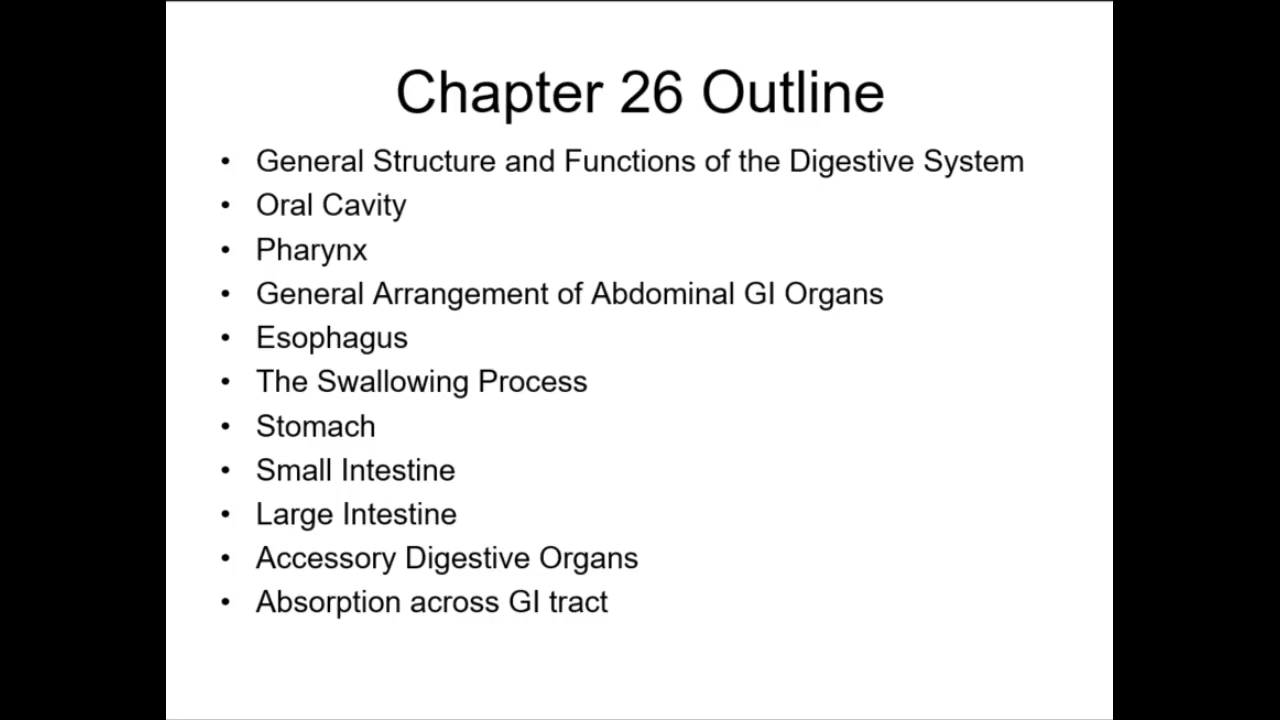 Chapter 26 Outline
• General Structure and Functions of the Digestive System
• Oral Cavity
• Pharynx
• General Arrangement of Abdominal GI Organs
• Esophagus
• The Swallowing Process
• Stomach
• Small Intestine
• Large Intestine
• Accessory Digestive Organs
• Absorption across GI tract